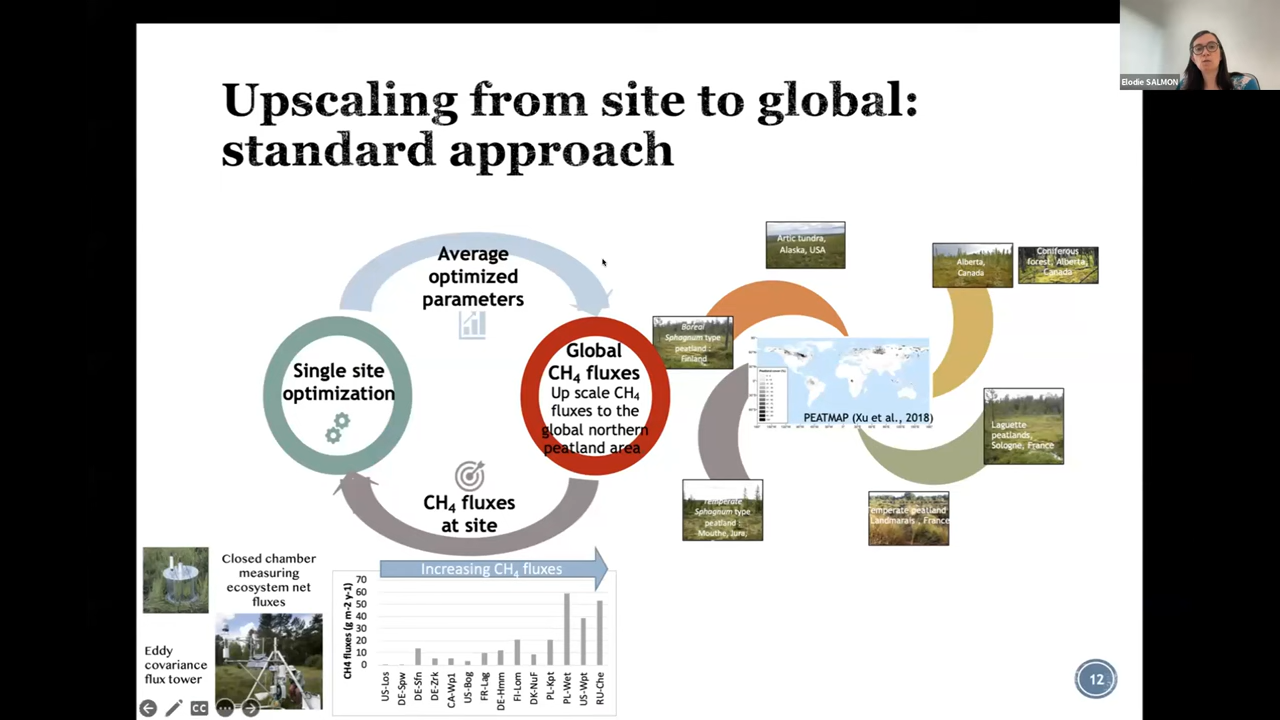 Elodie SALMON
Upscaling from site to global:
standard approach
Average
optimized
parameters
Single site
optimization
Global
CH4 fluxes
Up scale CH4
fluxes to the
global northern
peatland area
CH4 fluxes
at site
Artic tundra,
Alaska, USA
Alberta,
Canada
Coniferous
forest, Alberta,
Canada
Boreal
Sphagnum type
peatland :
Finland
PEATMAP (Xu et al., 2018)
Laguette
peatlands,
Sologne, France
Temperate
Sphagnum type
peatland :
Mouthe, Jura,
Temperate peatland
Landmarais , France
Closed chamber
measuring
ecosystem net
fluxes
Eddy
covariance
flux tower
Increasing CH4 fluxes
CH4 fluxes (g m-2 y-1)
70
60
50
40
30
20
10
0
US-Los
DE-Spw
DE-Sfn
DE-Zrk
CA-Wp1
US-Bog
FR-Lag
DE-Hmm
FI-Lom
DK-NuF
PL-Kpt
PL-Wet
US-Wpt
RU-Che
CC
12